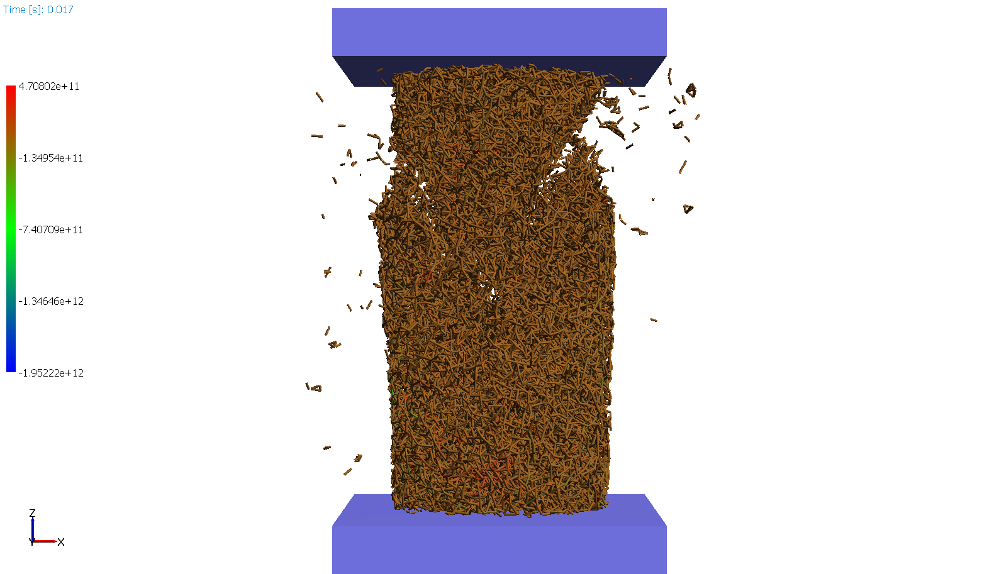 Time [s]: 0.017
4.70802e+11
-1.34954e+11
-7.40709e+11
-1.34646e+12
-1.95222e+12
Z
Y
X